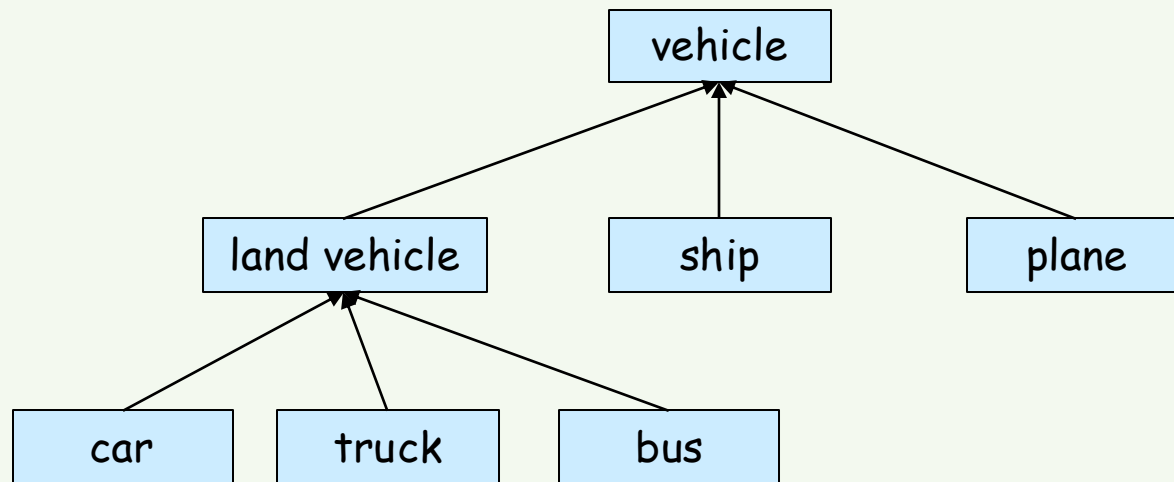 vehicle
land vehicle
ship
plane
car
truck
bus